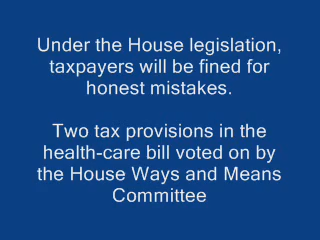 Under the House legislation,
taxpayers will be fined for
honest mistakes.
Two tax provisions in the
health-care bill voted on by
the House Ways and Means
Committee